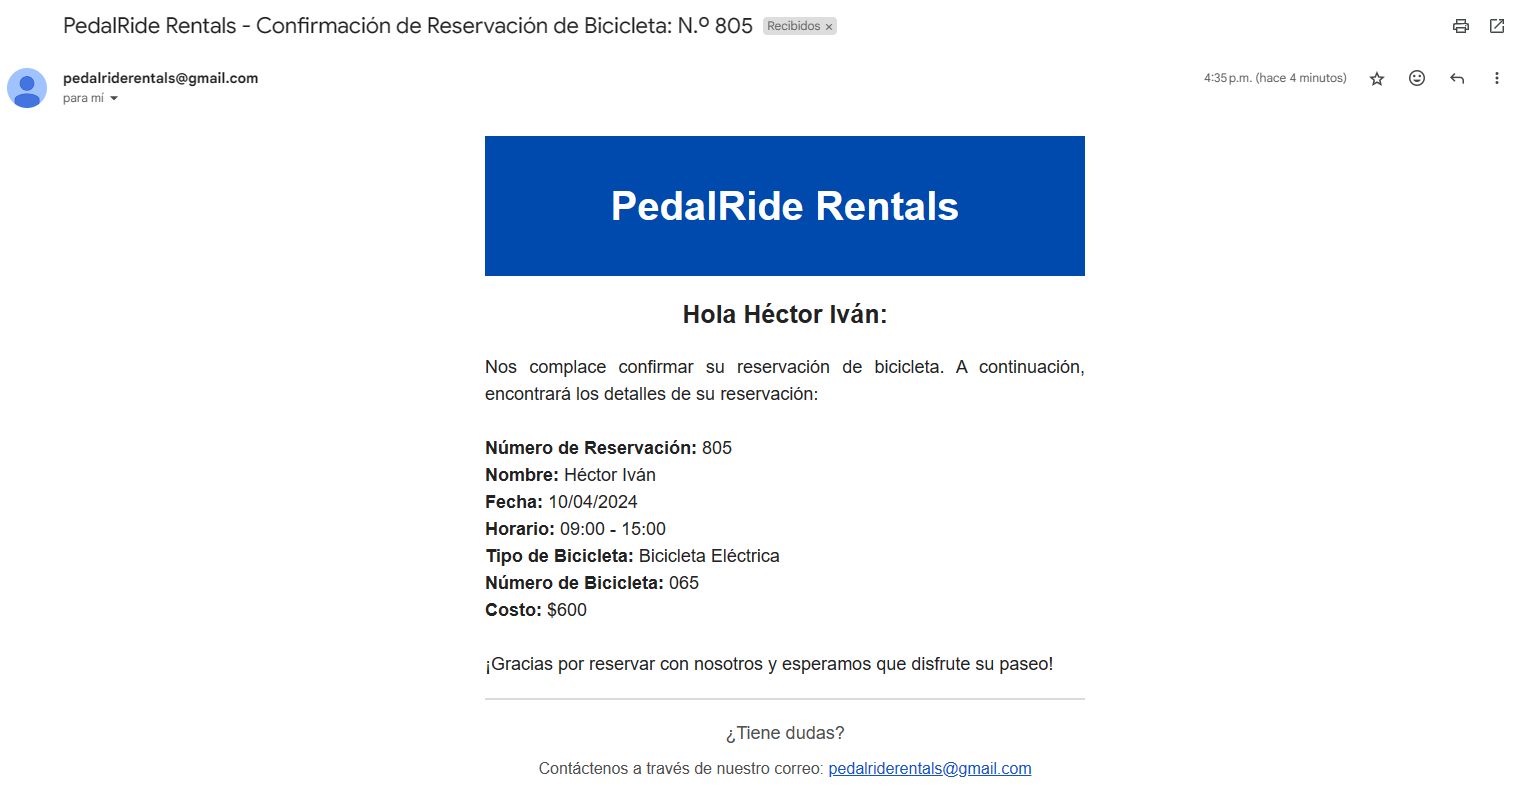 PedalRide Rentals - Confirmación de Reservación de Bicicleta: N.º 805 Recibidos ×
pedalriderentals@gmail.com
4:35 p.m. (hace 4 minutos)
para mí
PedalRide Rentals
Hola Héctor Iván:
Nos complace confirmar su reservación de bicicleta. A continuación,
encontrará los detalles de su reservación:
Número de Reservación: 805
Nombre: Héctor Iván
Fecha: 10/04/2024
Horario: 09:00 - 15:00
Tipo de Bicicleta: Bicicleta Eléctrica
Número de Bicicleta: 065
Costo: $600
¡Gracias por reservar con nosotros y esperamos que disfrute su paseo!
¿Tiene dudas?
Contáctenos a través de nuestro correo: pedalriderentals@gmail.com